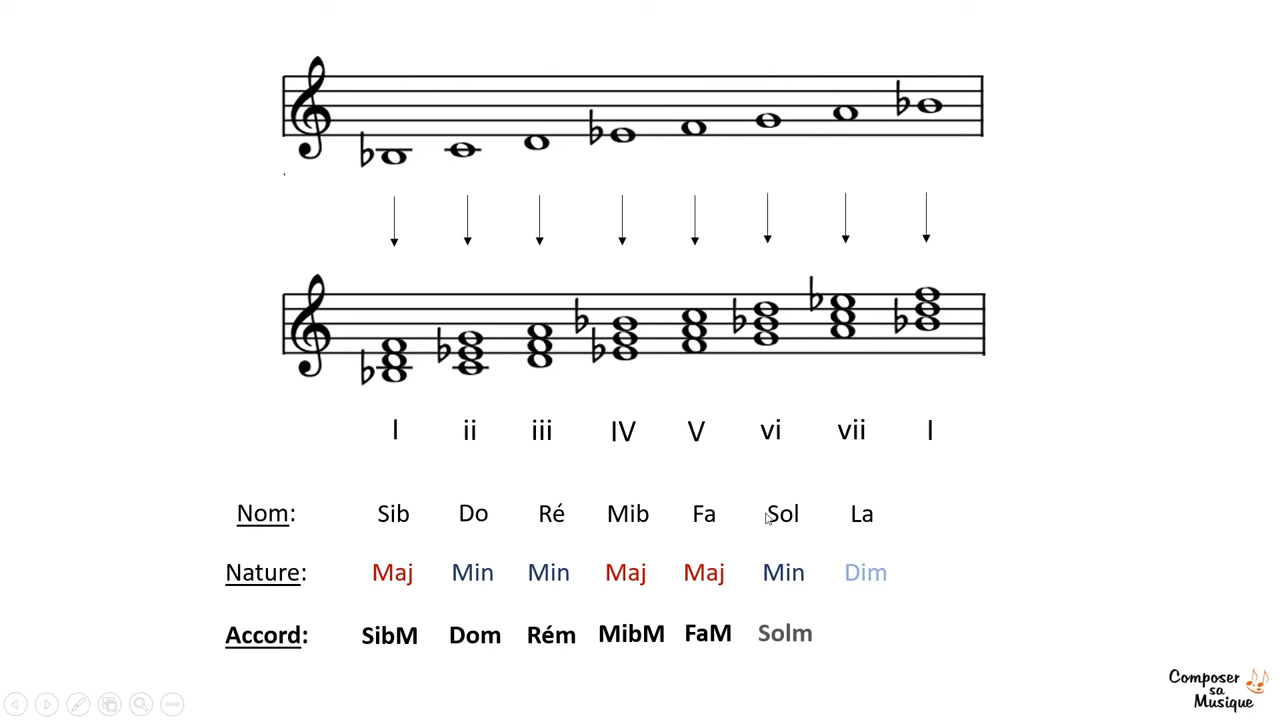 I ii iii IV V vi vii I
Nom: Sib Do Ré Mib Fa Sol La
Nature: Maj Min Min Maj Maj Min Dim
Accord: SibM Dom Rém MibM FaM Solm
Composer
sa
Musique